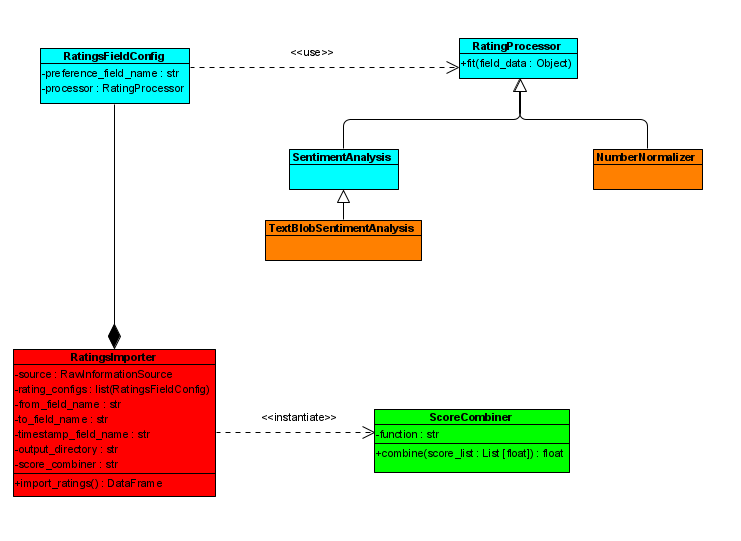 RatingsFieldConfig
-preference_field_name : str
-processor : RatingProcessor
<<use>>
RatingProcessor
+fit(field_data : Object)
SentimentAnalysis
NumberNormalizer
TextBlobSentimentAnalysis
RatingsImporter
-source : RawInformationSource
-rating_configs : list(RatingsFieldConfig)
-from_field_name : str
-to_field_name : str
-timestamp_field_name : str
-output_directory : str
-score_combiner : str
+import_ratings() : DataFrame
<<instantiate>>
ScoreCombiner
-function : str
+combine(score_list : List [float]) : float